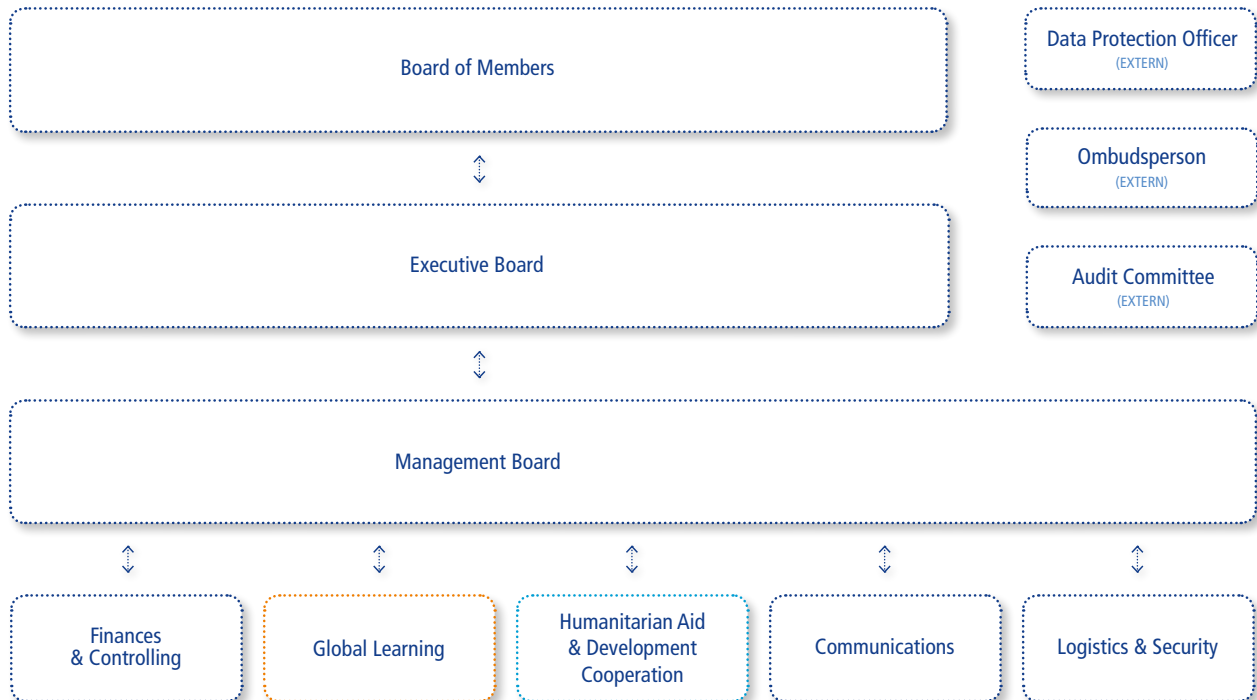 Board of Members
Data Protection Officer
(EXTERN)
Ombudsperson
(EXTERN)
Executive Board
Audit Committee
(EXTERN)
Management Board
Finances
& Controlling
Global Learning
Humanitarian Aid
& Development
Cooperation
Communications
Logistics & Security